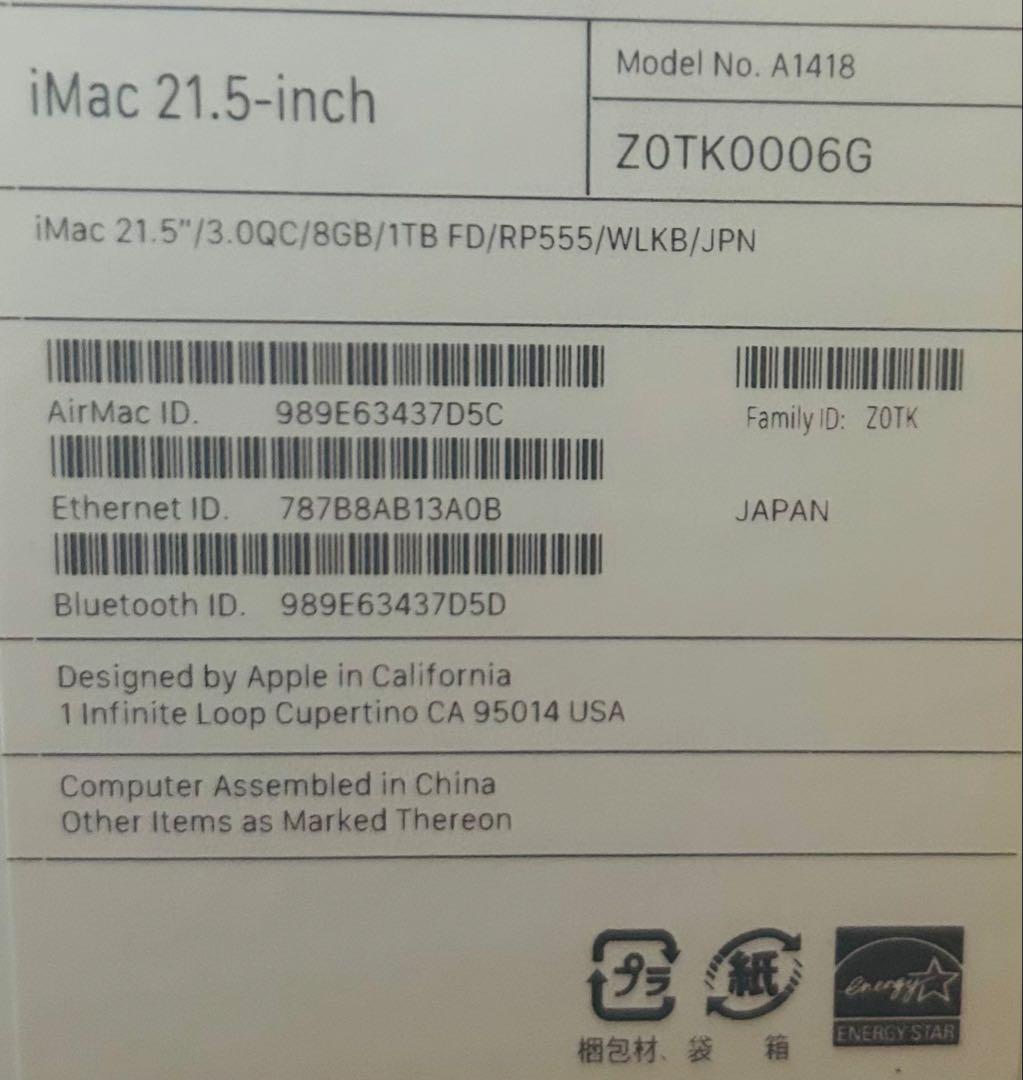 iMac 21.5-inch
Model No. A1418
Z0TK0006G
iMac 21.5"/3.0QC/8GB/1TB FD/RP555/WLKB/JPN
AirMac ID. 989E63437D5C
Family ID: Z0TK
Ethernet ID. 787B8AB13A0B
JAPAN
Bluetooth ID. 989E63437D5D
Designed by Apple in California
1 Infinite Loop Cupertino CA 95014 USA
Computer Assembled in China
Other Items as Marked Thereon
プラ
紙
energy
ENERGY STAR
梱包材、袋 箱